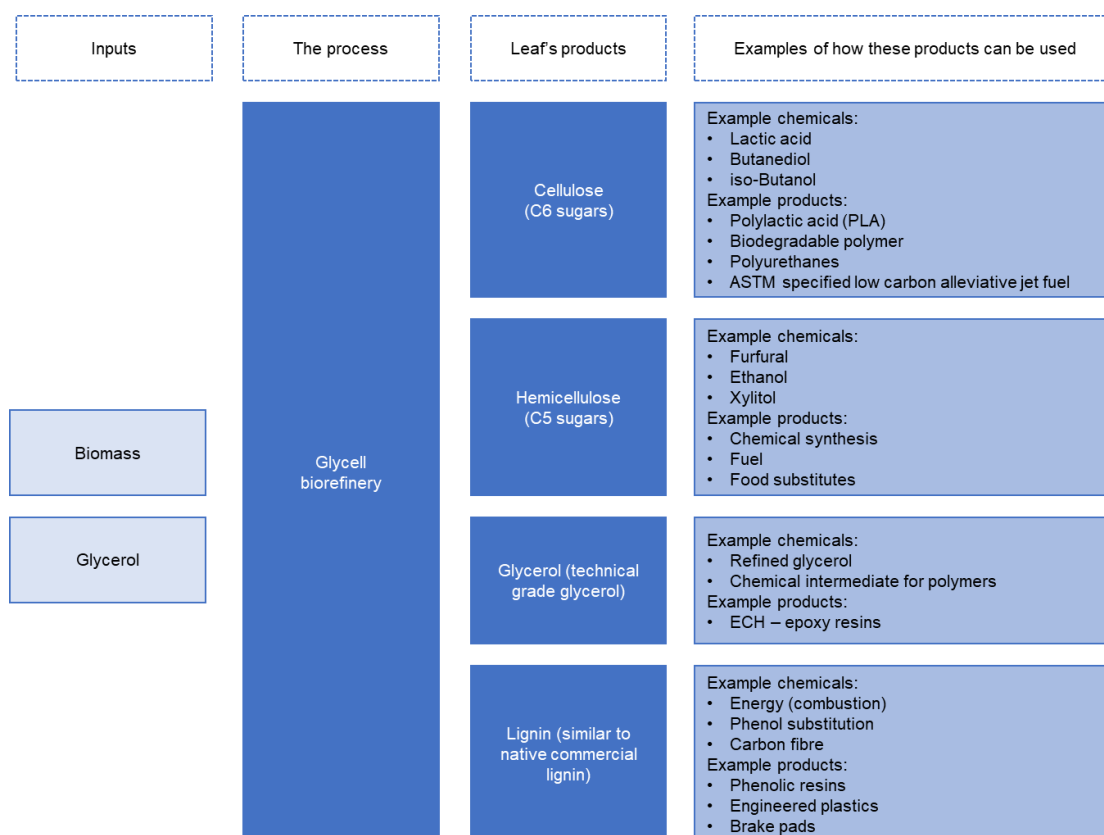 Inputs
The process
Leaf's products
Examples of how these products can be used
Biomass
Glycerol
Glycell
biorefinery
Cellulose
(C6 sugars)
Example chemicals:
• Lactic acid
• Butanediol
• iso-Butanol
Example products:
• Polylactic acid (PLA)
• Biodegradable polymer
• Polyurethanes
• ASTM specified low carbon alleviative jet fuel
Hemicellulose
(C5 sugars)
Example chemicals:
• Furfural
• Ethanol
• Xylitol
Example products:
• Chemical synthesis
• Fuel
• Food substitutes
Glycerol (technical
grade glycerol)
Example chemicals:
• Refined glycerol
• Chemical intermediate for polymers
Example products:
• ECH – epoxy resins
Lignin (similar to
native commercial
lignin)
Example chemicals:
• Energy (combustion)
• Phenol substitution
• Carbon fibre
Example products:
• Phenolic resins
• Engineered plastics
• Brake pads